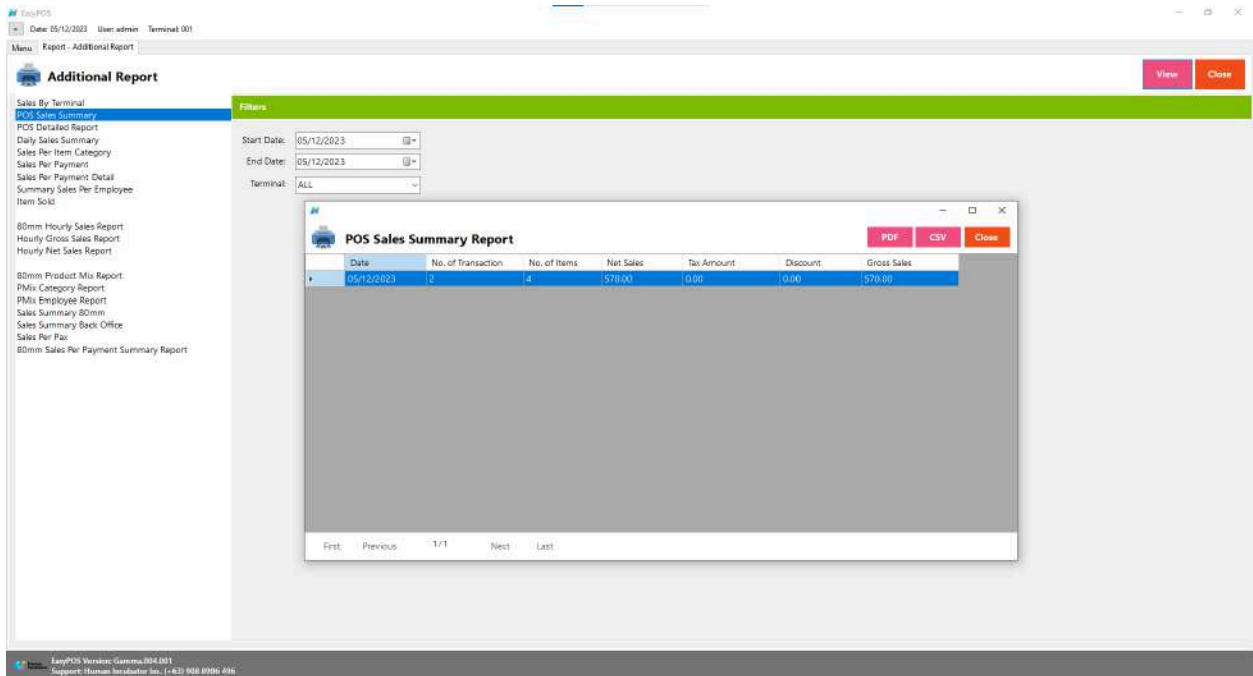 EasyPOS
Date: 05/12/2023 User: admin Terminal: 001
Menu Report - Additional Report
Additional Report
View Close
Sales By Terminal
POS Sales Summary
POS Detailed Report
Daily Sales Summary
Sales Per Item Category
Sales Per Payment
Sales Per Payment Detail
Summary Sales Per Employee
Item Sold
80mm Hourly Sales Report
Hourly Gross Sales Report
Hourly Net Sales Report
80mm Product Mix Report
PMix Category Report
PMix Employee Report
Sales Summary 80mm
Sales Summary Back Office
Sales Per Pax
80mm Sales Per Payment Summary Report
Filters
Start Date: 05/12/2023
End Date: 05/12/2023
Terminal: ALL
POS Sales Summary Report
PDF CSV Close
Date No. of Transaction No. of Items Net Sales Tax Amount Discount Gross Sales
05/12/2023 2 4 578.00 0.00 0.00 578.00
First Previous 1/1 Next Last
EasyPOS Version: Gamma.004.001
Support: Human Incubator Inc. (+63) 908 8906 496